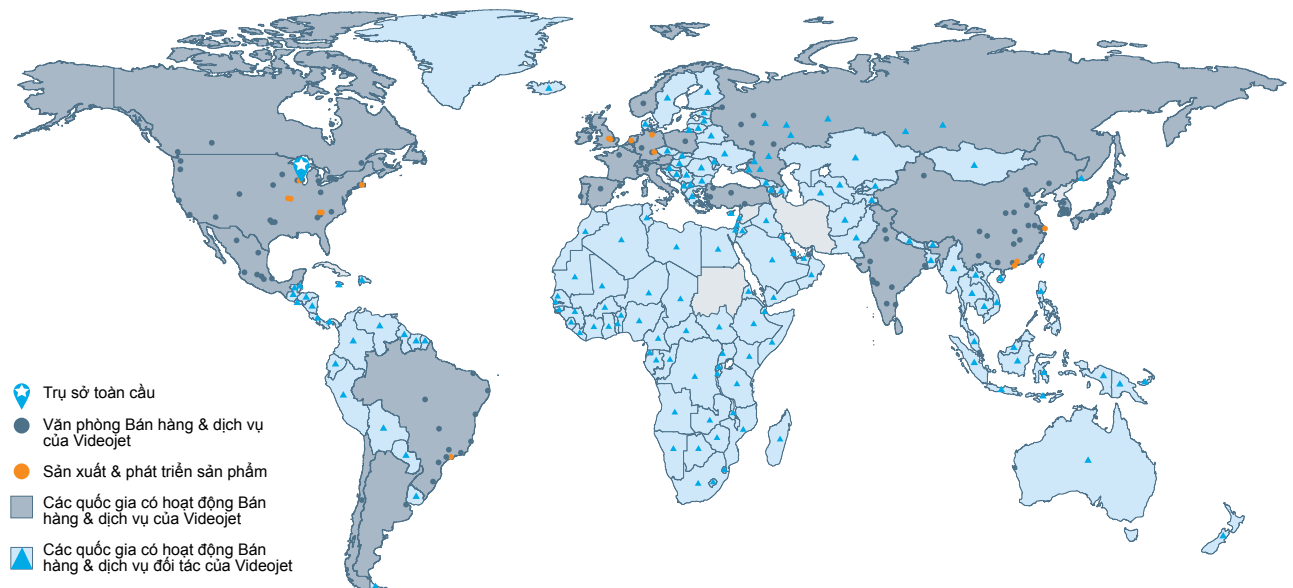 Trụ sở toàn cầu
Văn phòng Bán hàng & dịch vụ
của Videojet
Sản xuất & phát triển sản phẩm
Các quốc gia có hoạt động Bán
hàng & dịch vụ của Videojet
Các quốc gia có hoạt động Bán
hàng & dịch vụ đối tác của Videojet